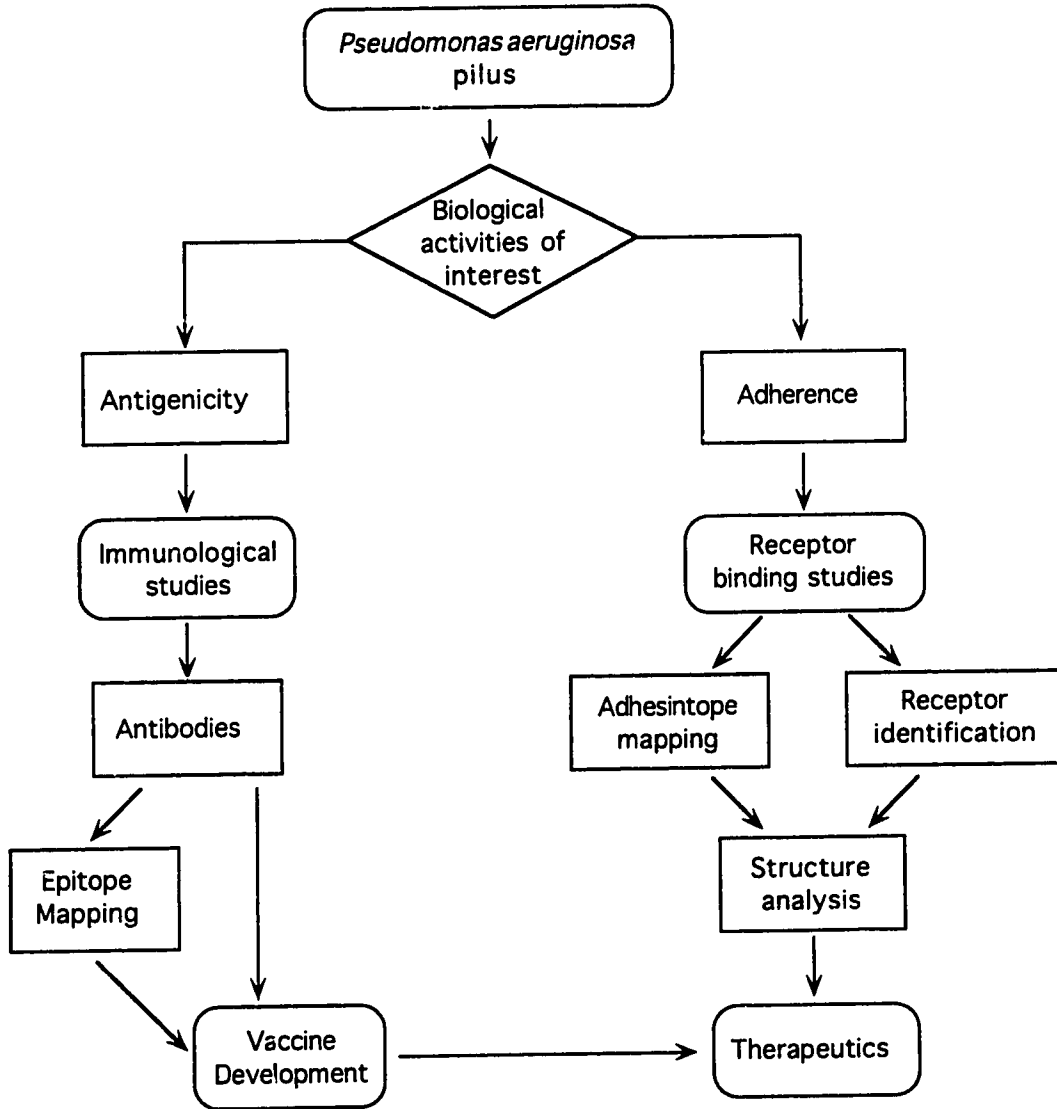 Pseudomonas aeruginosa
pilus
Biological
activities of
interest
Antigenicity
Adherence
Immunological
studies
Receptor
binding studies
Antibodies
Adhesintope
mapping
Receptor
identification
Epitope
Mapping
Structure
analysis
Vaccine
Development
Therapeutics